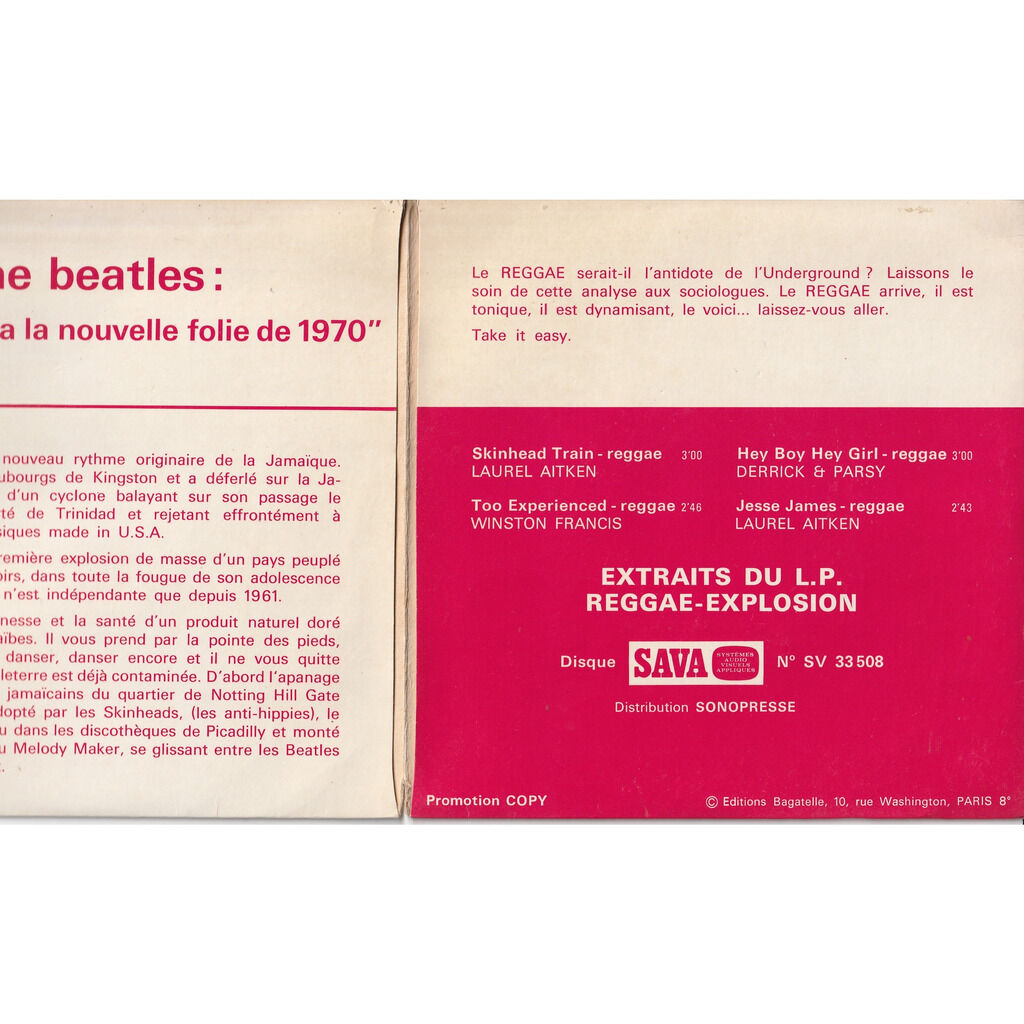 he beatles :
a la nouvelle folie de 1970"
nouveau rythme originaire de la Jamaïque.
ubourgs de Kingston et a déferlé sur la Ja-
d'un cyclone balayant sur son passage le
té de Trinidad et rejetant effrontément à
siques made in U.S.A.
remière explosion de masse d'un pays peuplé
oirs, dans toute la fougue de son adolescence
n'est indépendante que depuis 1961.
nesse et la santé d'un produit naturel doré
aïbes. Il vous prend par la pointe des pieds,
danser, danser encore et il ne vous quitte
leterre est déjà contaminée. D'abord l'apanage
jamaïcains du quartier de Notting Hill Gate
dopté par les Skinheads, (les anti-hippies), le
u dans les discothèques de Picadilly et monté
u Melody Maker, se glissant entre les Beatles
Le REGGAE serait-il l'antidote de l'Underground ? Laissons le
soin de cette analyse aux sociologues. Le REGGAE arrive, il est
tonique, il est dynamisant, le voici... laissez-vous aller.
Take it easy.
Skinhead Train - reggae 3'00
LAUREL AITKEN
Too Experienced - reggae 2'46
WINSTON FRANCIS
Hey Boy Hey Girl - reggae 3'00
DERRICK & PARSY
Jesse James - reggae 2'43
LAUREL AITKEN
EXTRAITS DU L.P.
REGGAE-EXPLOSION
Disque SAVA SYSTÈMES AUDIO VISUELS APPLIQUES N° SV 33 508
Distribution SONOPRESSE
Promotion COPY
© Editions Bagatelle, 10, rue Washington, PARIS 8°